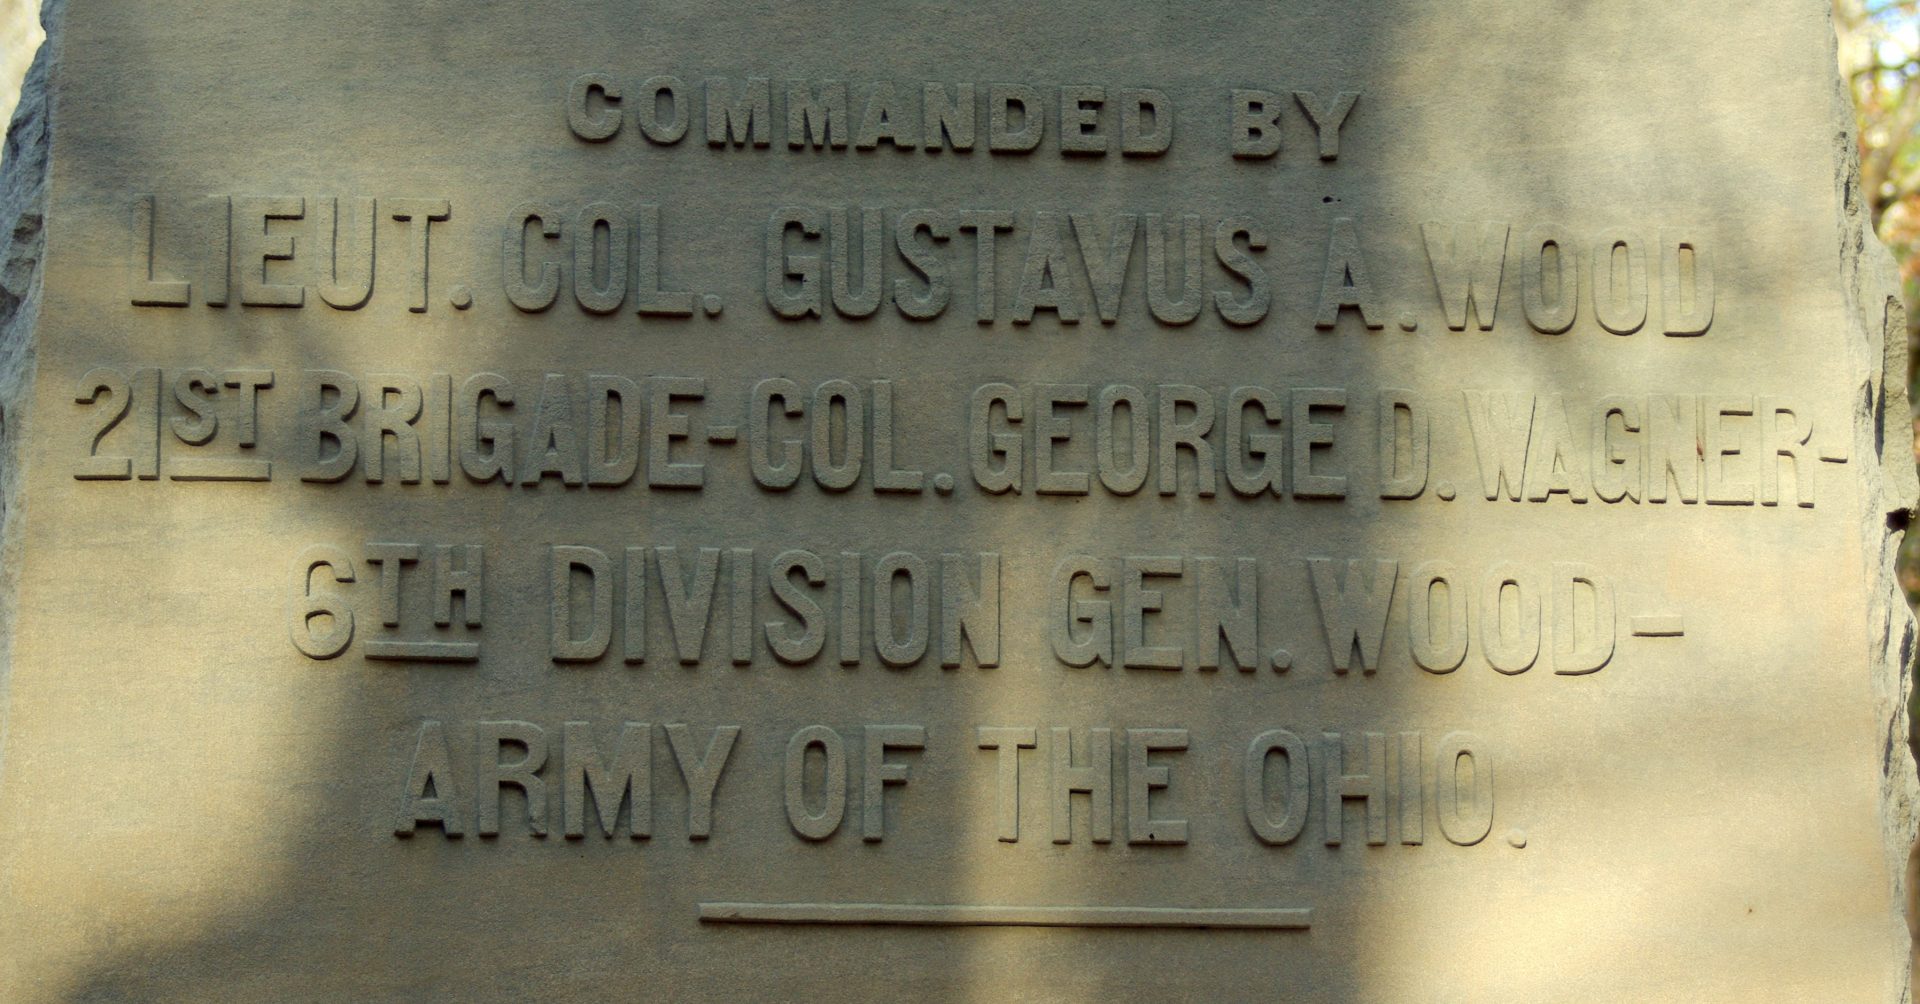 COMMANDED BY
LIEUT. COL. GUSTAVUS A. WOOD
21ST BRIGADE-COL. GEORGE D. WAGNER-
6TH DIVISION GEN. WOOD-
ARMY OF THE OHIO.